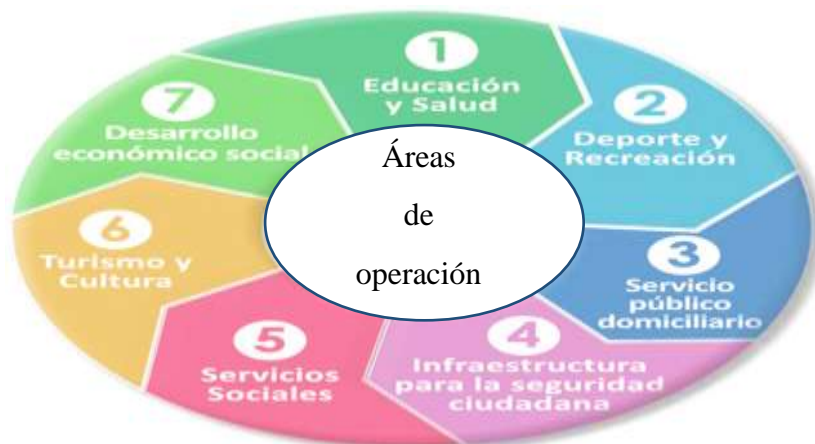 Áreas
de
operación
1
Educación
y Salud
2
Deporte y
Recreación
3
Servicio
público
domiciliario
4
Infraestructura
para la seguridad
ciudadana
5
Servicios
Sociales
6
Turismo y
Cultura
7
Desarrollo
económico social